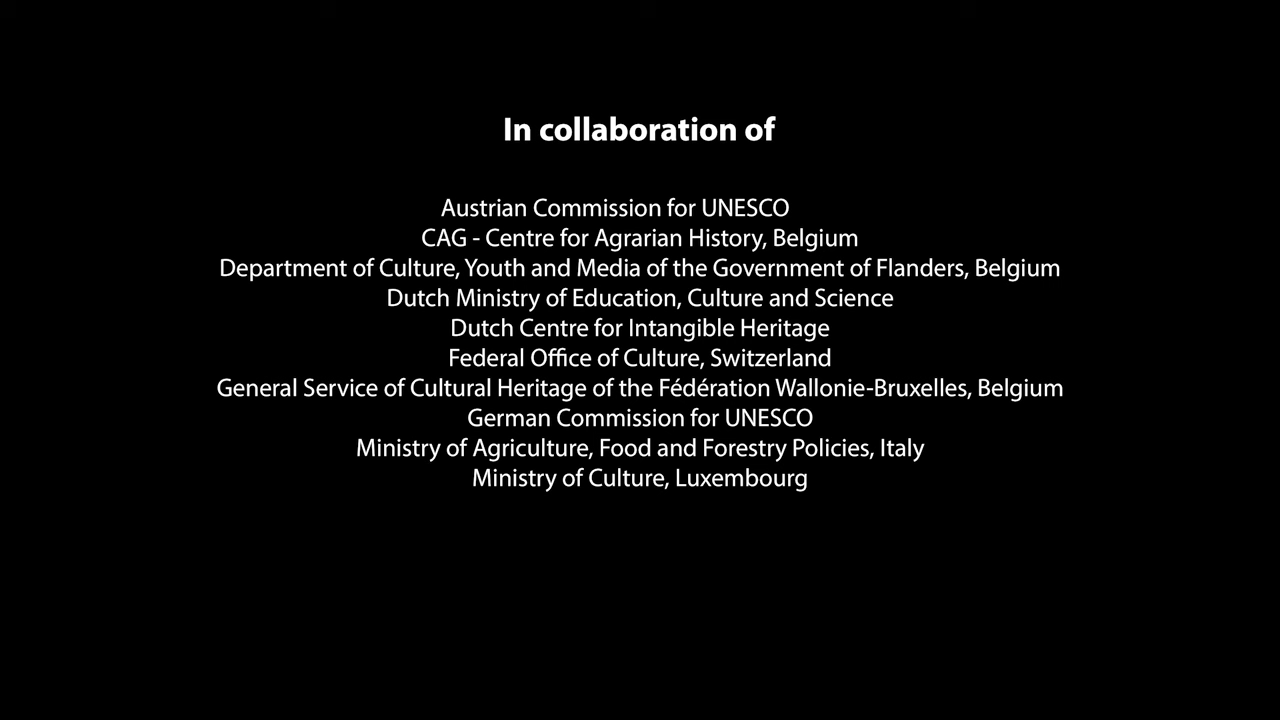 In collaboration of
Austrian Commission for UNESCO
CAG - Centre for Agrarian History, Belgium
Department of Culture, Youth and Media of the Government of Flanders, Belgium
Dutch Ministry of Education, Culture and Science
Dutch Centre for Intangible Heritage
Federal Office of Culture, Switzerland
General Service of Cultural Heritage of the Fédération Wallonie-Bruxelles, Belgium
German Commission for UNESCO
Ministry of Agriculture, Food and Forestry Policies, Italy
Ministry of Culture, Luxembourg